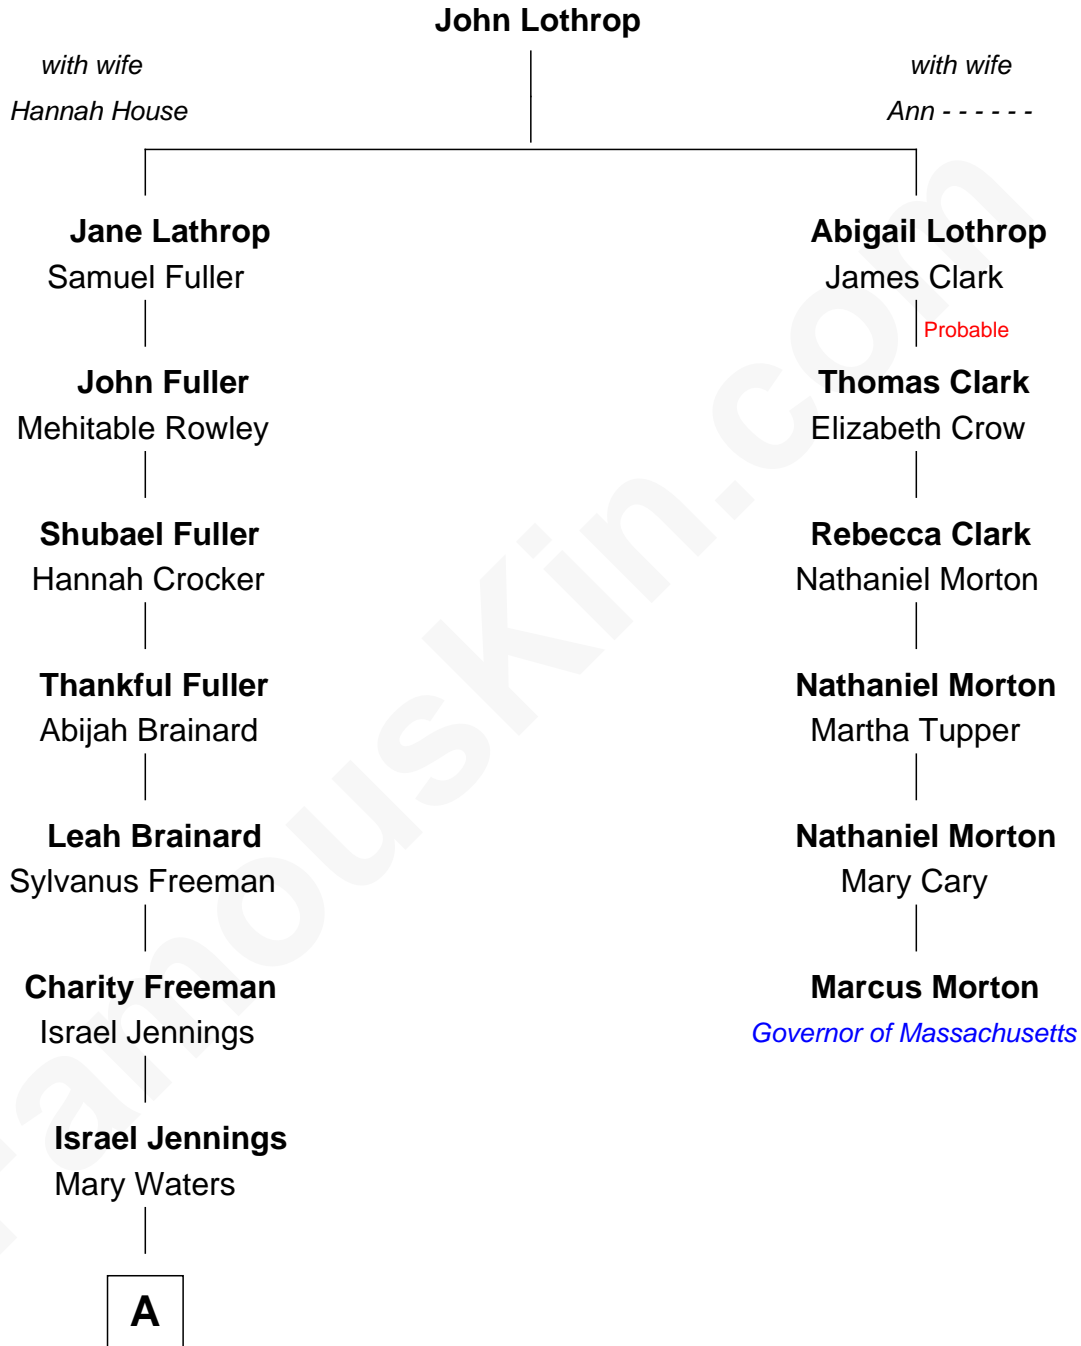 John Lothrop
with wife
Hannah House
with wife
Ann - - - - - -
Jane Lathrop
Samuel Fuller
Abigail Lothrop
James Clark
Probable
John Fuller
Mehitable Rowley
Thomas Clark
Elizabeth Crow
Shubael Fuller
Hannah Crocker
Rebecca Clark
Nathaniel Morton
Thankful Fuller
Abijah Brainard
Nathaniel Morton
Martha Tupper
Leah Brainard
Sylvanus Freeman
Nathaniel Morton
Mary Cary
Charity Freeman
Israel Jennings
Marcus Morton
Governor of Massachusetts
Israel Jennings
Mary Waters
A
FamousKin.com